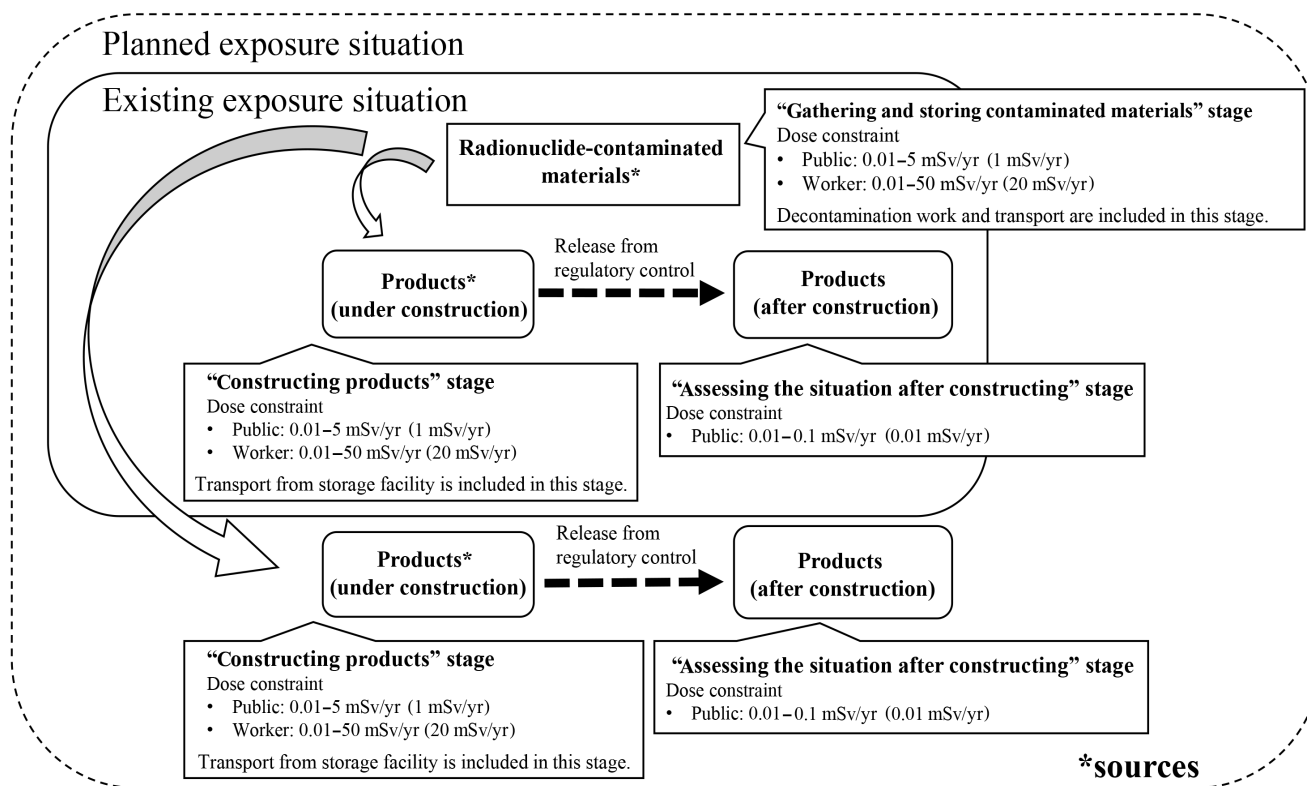 Planned exposure situation
Existing exposure situation
Radionuclide-contaminated
materials*
“Gathering and storing contaminated materials” stage
Dose constraint
• Public: 0.01–5 mSv/yr (1 mSv/yr)
• Worker: 0.01–50 mSv/yr (20 mSv/yr)
Decontamination work and transport are included in this stage.
Products*
(under construction)
Release from
regulatory control
Products
(after construction)
“Constructing products” stage
Dose constraint
• Public: 0.01–5 mSv/yr (1 mSv/yr)
• Worker: 0.01–50 mSv/yr (20 mSv/yr)
Transport from storage facility is included in this stage.
“Assessing the situation after constructing” stage
Dose constraint
• Public: 0.01–0.1 mSv/yr (0.01 mSv/yr)
Products*
(under construction)
Release from
regulatory control
Products
(after construction)
“Constructing products” stage
Dose constraint
• Public: 0.01–5 mSv/yr (1 mSv/yr)
• Worker: 0.01–50 mSv/yr (20 mSv/yr)
Transport from storage facility is included in this stage.
“Assessing the situation after constructing” stage
Dose constraint
• Public: 0.01–0.1 mSv/yr (0.01 mSv/yr)
*sources